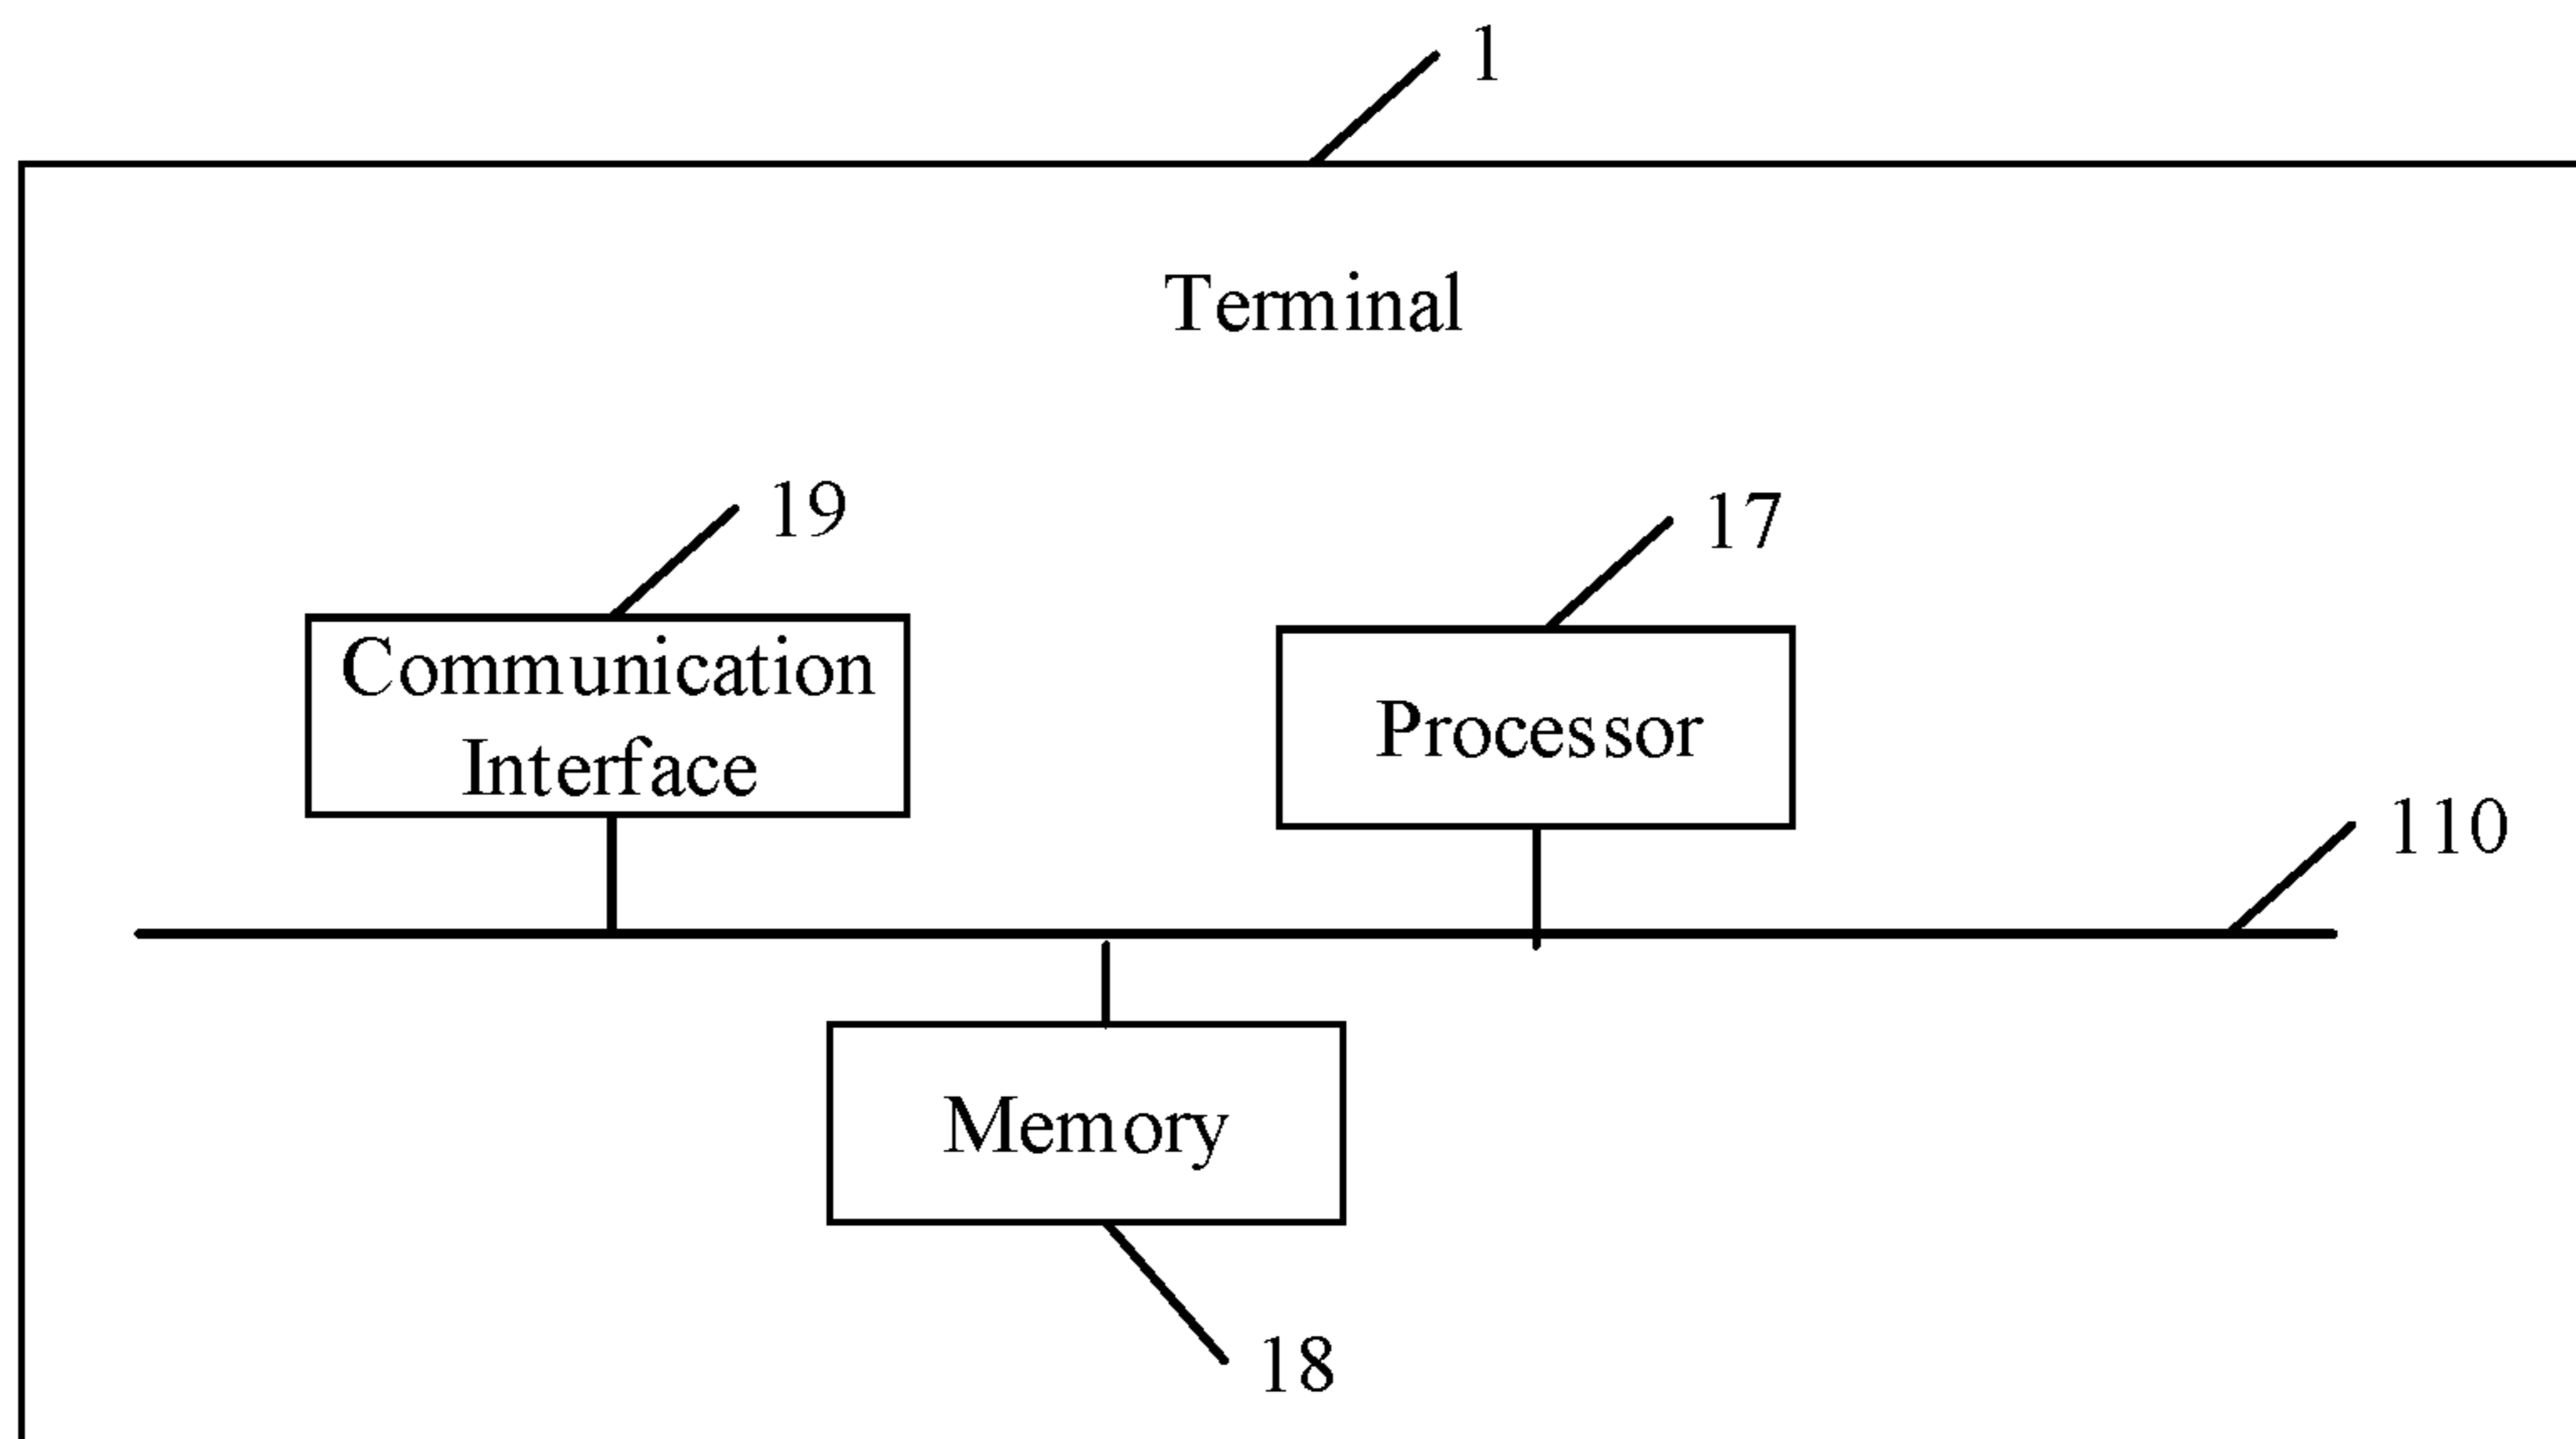 1
Terminal
19
17
Communication
Interface
Processor
110
Memory
18